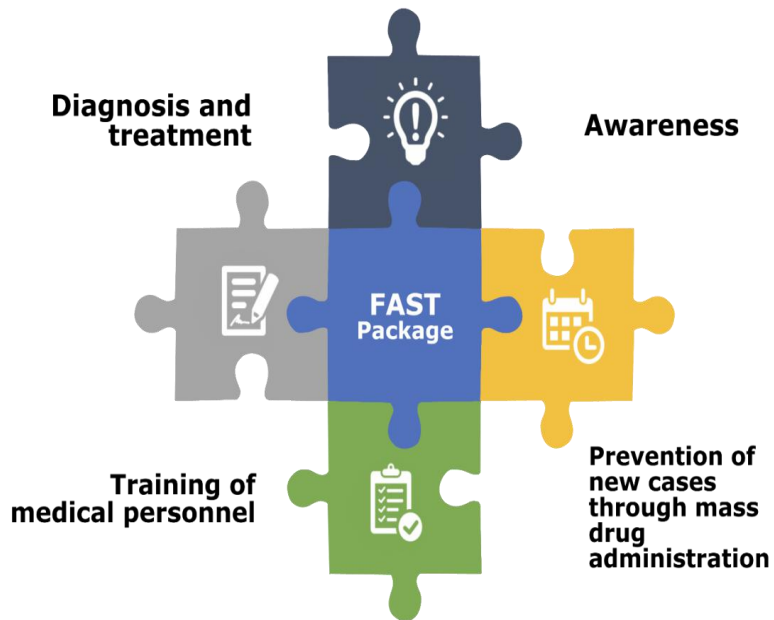 Diagnosis and
treatment
Awareness
FAST
Package
Training of
medical personnel
Prevention of
new cases
through mass
drug
administration